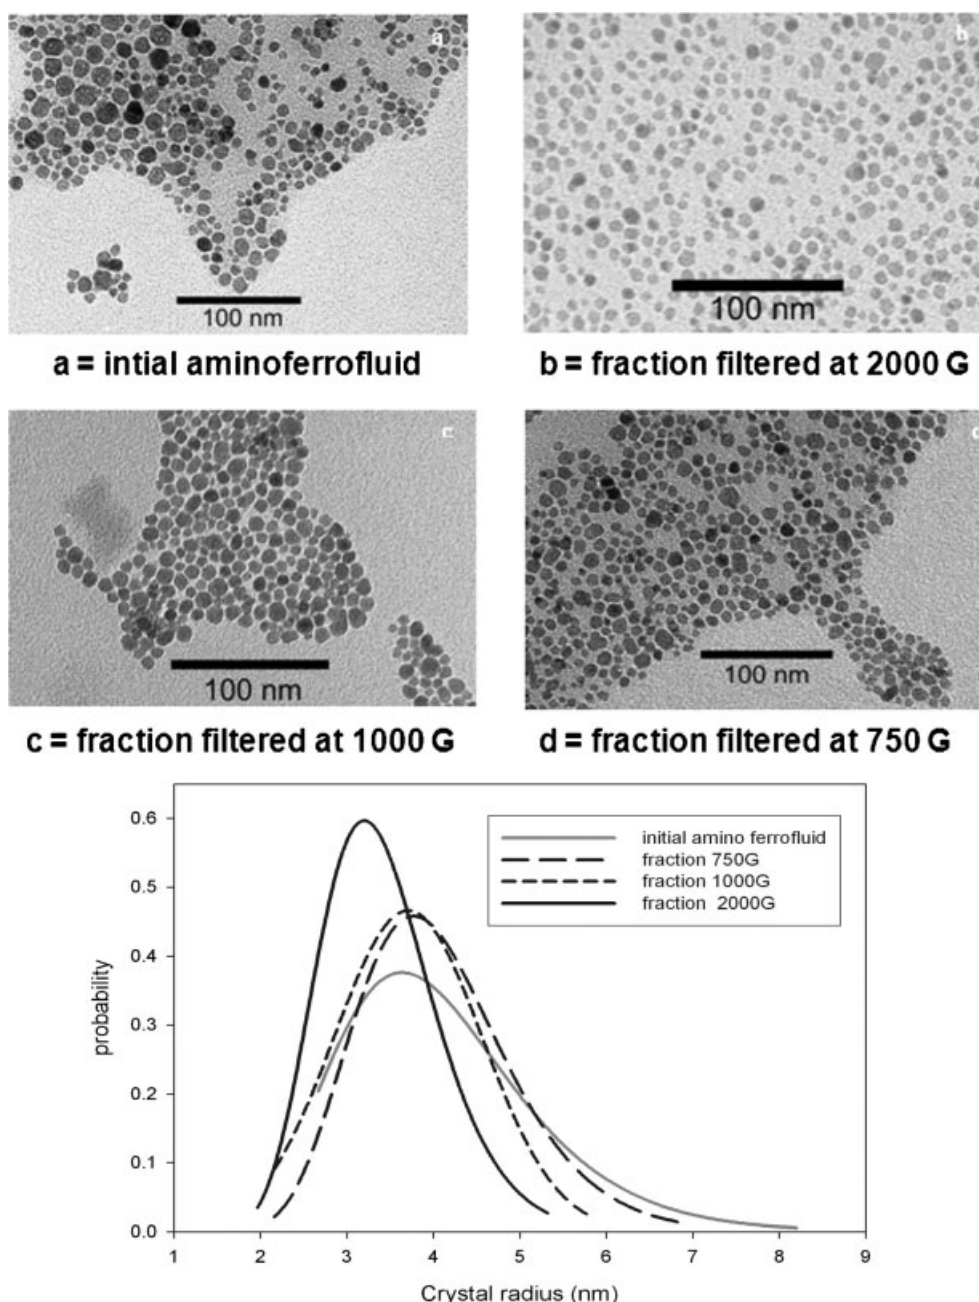 a
100 nm
a = intial aminoferrofluid
b
100 nm
b = fraction filtered at 2000 G
c
100 nm
c = fraction filtered at 1000 G
d
100 nm
d = fraction filtered at 750 G
initial amino ferrofluid
fraction 750G
fraction 1000G
fraction 2000G
probability
0.6
0.5
0.4
0.3
0.2
0.1
0.0
1 2 3 4 5 6 7 8 9
Crystal radius (nm)